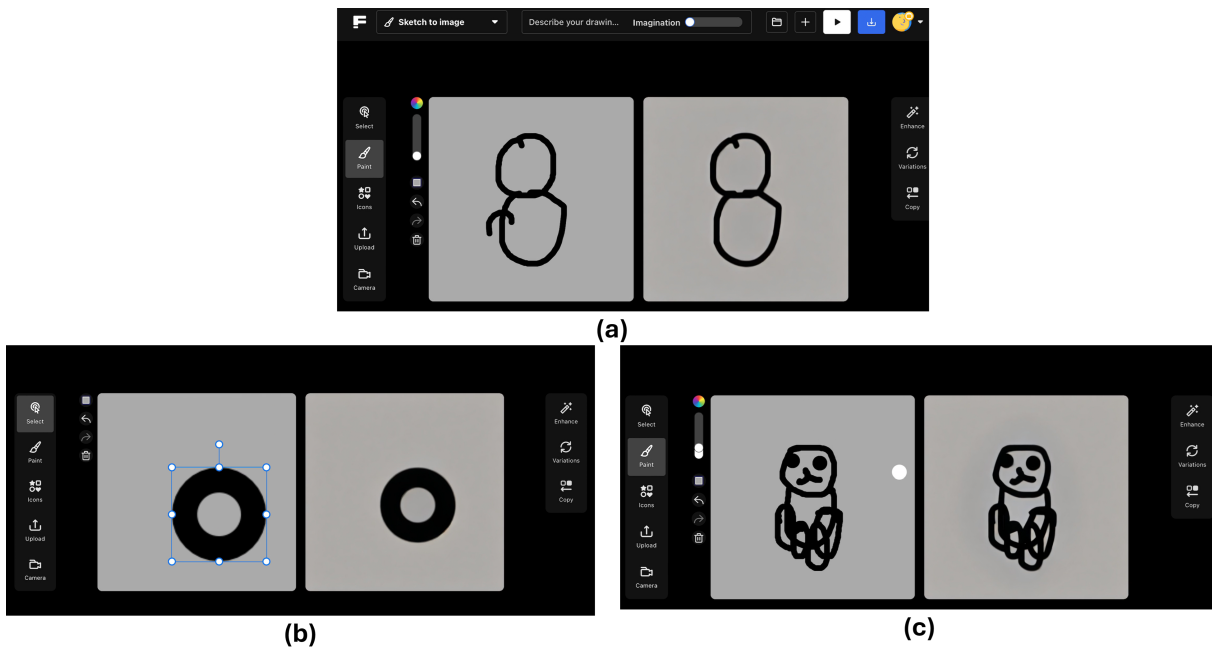 Sketch to image
Describe your drawin... Imagination
Select
Paint
Icons
Upload
Camera
Enhance
Variations
Copy
(a)
Select
Paint
Icons
Upload
Camera
Enhance
Variations
Copy
(b)
Select
Paint
Icons
Upload
Camera
Enhance
Variations
Copy
(c)